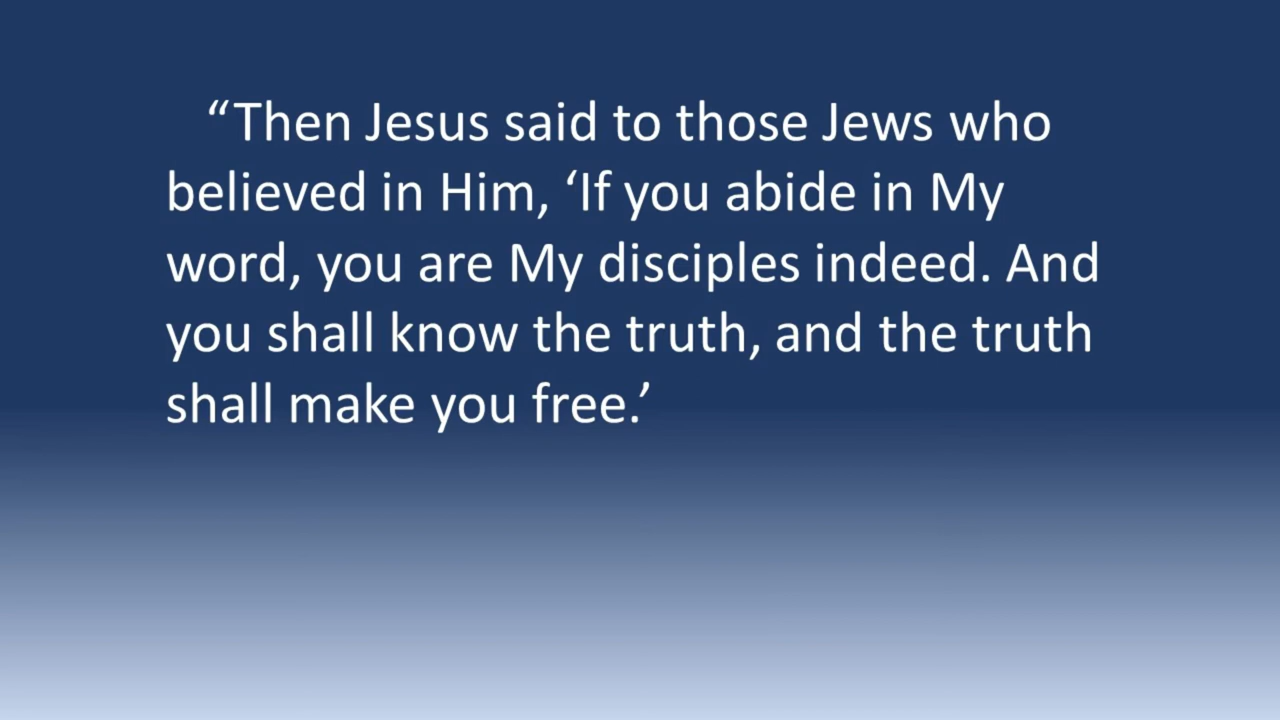 “Then Jesus said to those Jews who
believed in Him, ‘If you abide in My
word, you are My disciples indeed. And
you shall know the truth, and the truth
shall make you free.’